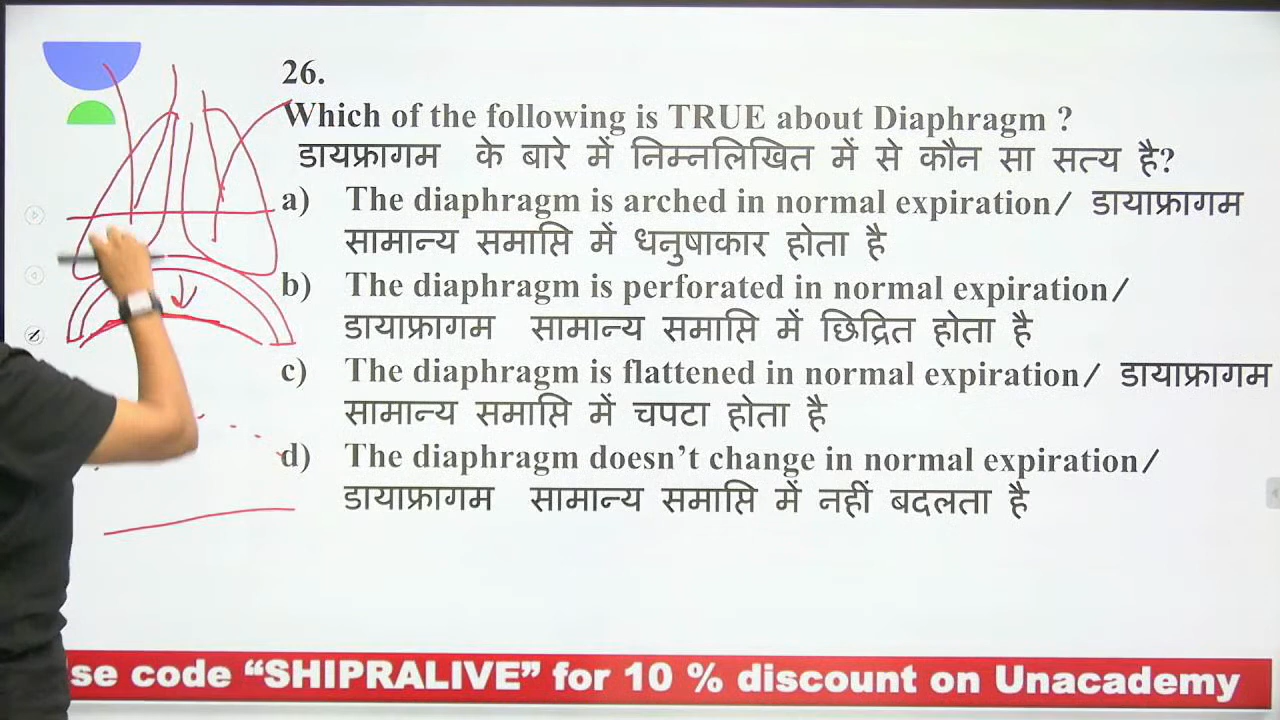 26.
Which of the following is TRUE about Diaphragm ?
डायफ्रागम के बारे में निम्नलिखित में से कौन सा सत्य है?
a) The diaphragm is arched in normal expiration/ डायाफ्रागम
सामान्य समाप्ति में धनुषाकार होता है
b) The diaphragm is perforated in normal expiration/
डायाफ्रागम सामान्य समाप्ति में छिद्रित होता है
c) The diaphragm is flattened in normal expiration/ डायाफ्रागम
सामान्य समाप्ति में चपटा होता है
d) The diaphragm doesn’t change in normal expiration/
डायाफ्रागम सामान्य समाप्ति में नहीं बदलता है
se code “SHIPRALIVE” for 10 % discount on Unacademy